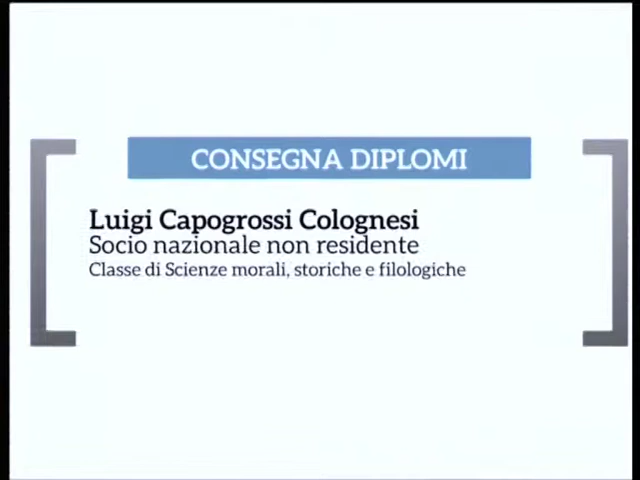 CONSEGNA DIPLOMI
Luigi Capogrossi Colognesi
Socio nazionale non residente
Classe di Scienze morali, storiche e filologiche